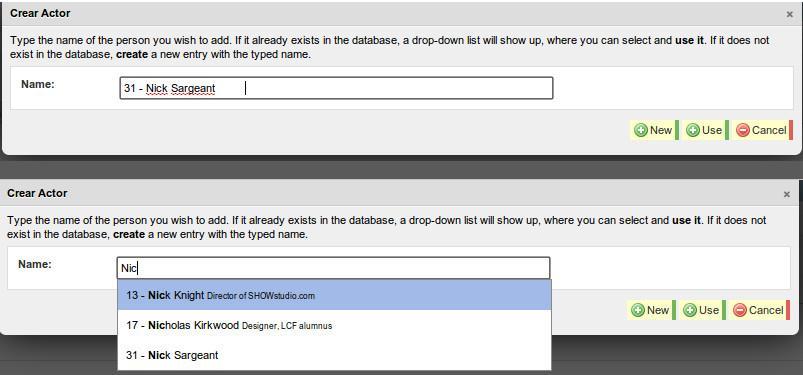 Crear Actor ×
Type the name of the person you wish to add. If it already exists in the database, a drop-down list will show up, where you can select and use it. If it does not
exist in the database, create a new entry with the typed name.
Name: 31 - Nick Sargeant
New Use Cancel
Crear Actor ×
Type the name of the person you wish to add. If it already exists in the database, a drop-down list will show up, where you can select and use it. If it does not
exist in the database, create a new entry with the typed name.
Name: Nic
13 - Nick Knight Director of SHOWstudio.com
New Use Cancel
17 - Nicholas Kirkwood Designer, LCF alumnus
31 - Nick Sargeant